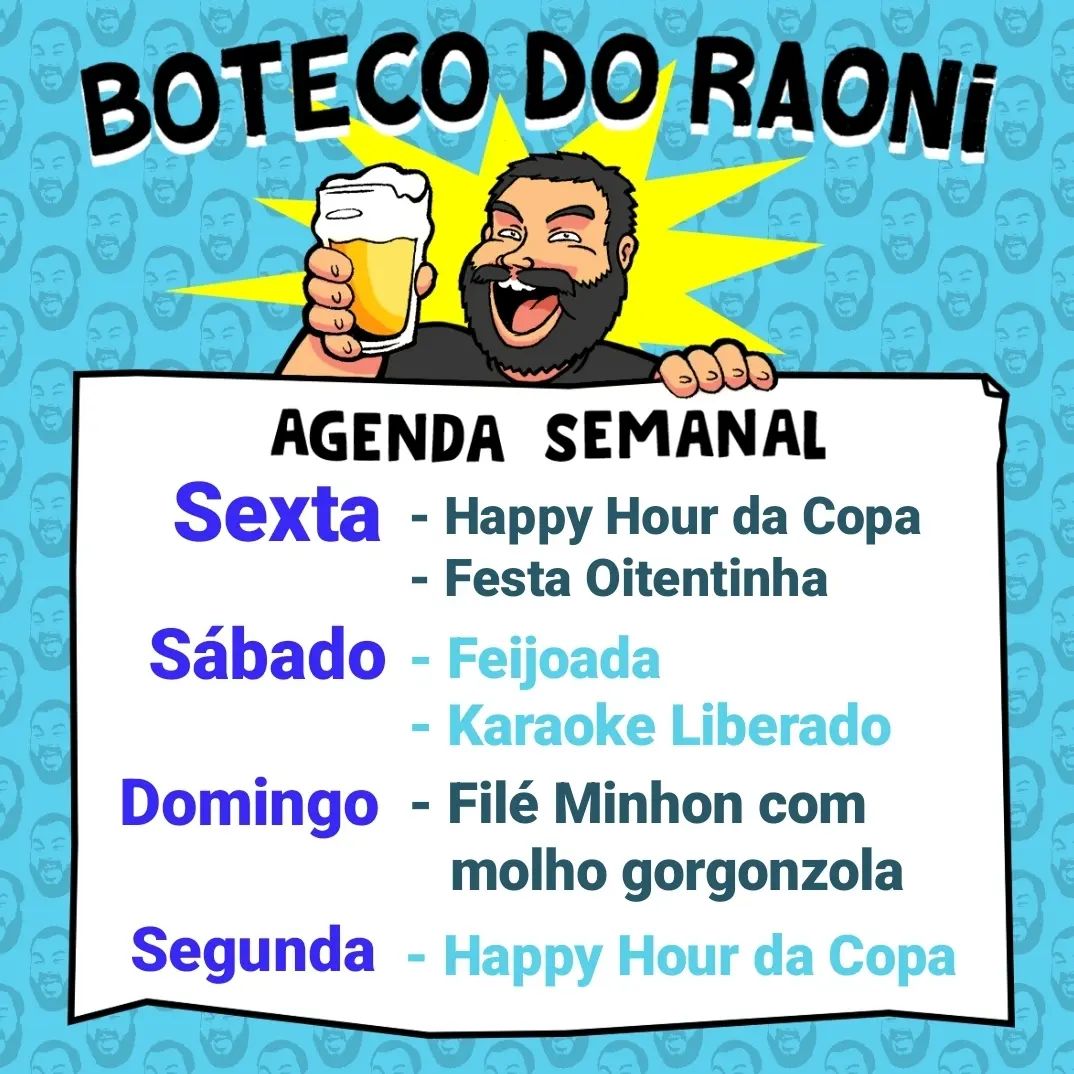 BOTECO DO RAONi
AGENDA SEMANAL
Sexta - Happy Hour da Copa
- Festa Oitentinha
Sábado - Feijoada
- Karaoke Liberado
Domingo - Filé Minhon com
molho gorgonzola
Segunda - Happy Hour da Copa